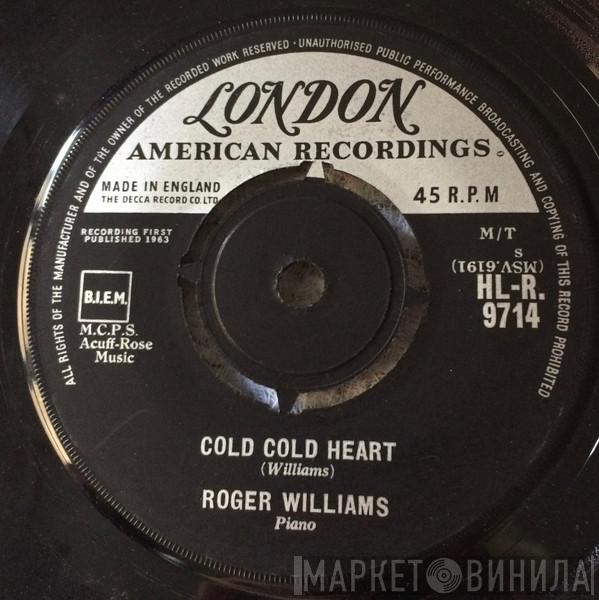 ALL RIGHTS OF THE MANUFACTURER AND OF THE OWNER OF THE RECORDED WORK RESERVED · UNAUTHORISED PUBLIC PERFORMANCE BROADCASTING AND COPYING OF THIS RECORD PROHIBITED
LONDON
AMERICAN RECORDINGS
MADE IN ENGLAND
THE DECCA RECORD CO. LTD.
45 R.P.M
RECORDING FIRST
PUBLISHED 1963
M/T
S
(MSV.6191)
HL-R.
9714
B.I.E.M.
M.C.P.S.
Acuff-Rose
Music
COLD COLD HEART
(Williams)
ROGER WILLIAMS
Piano
МАРКЕТ ВИНИЛА